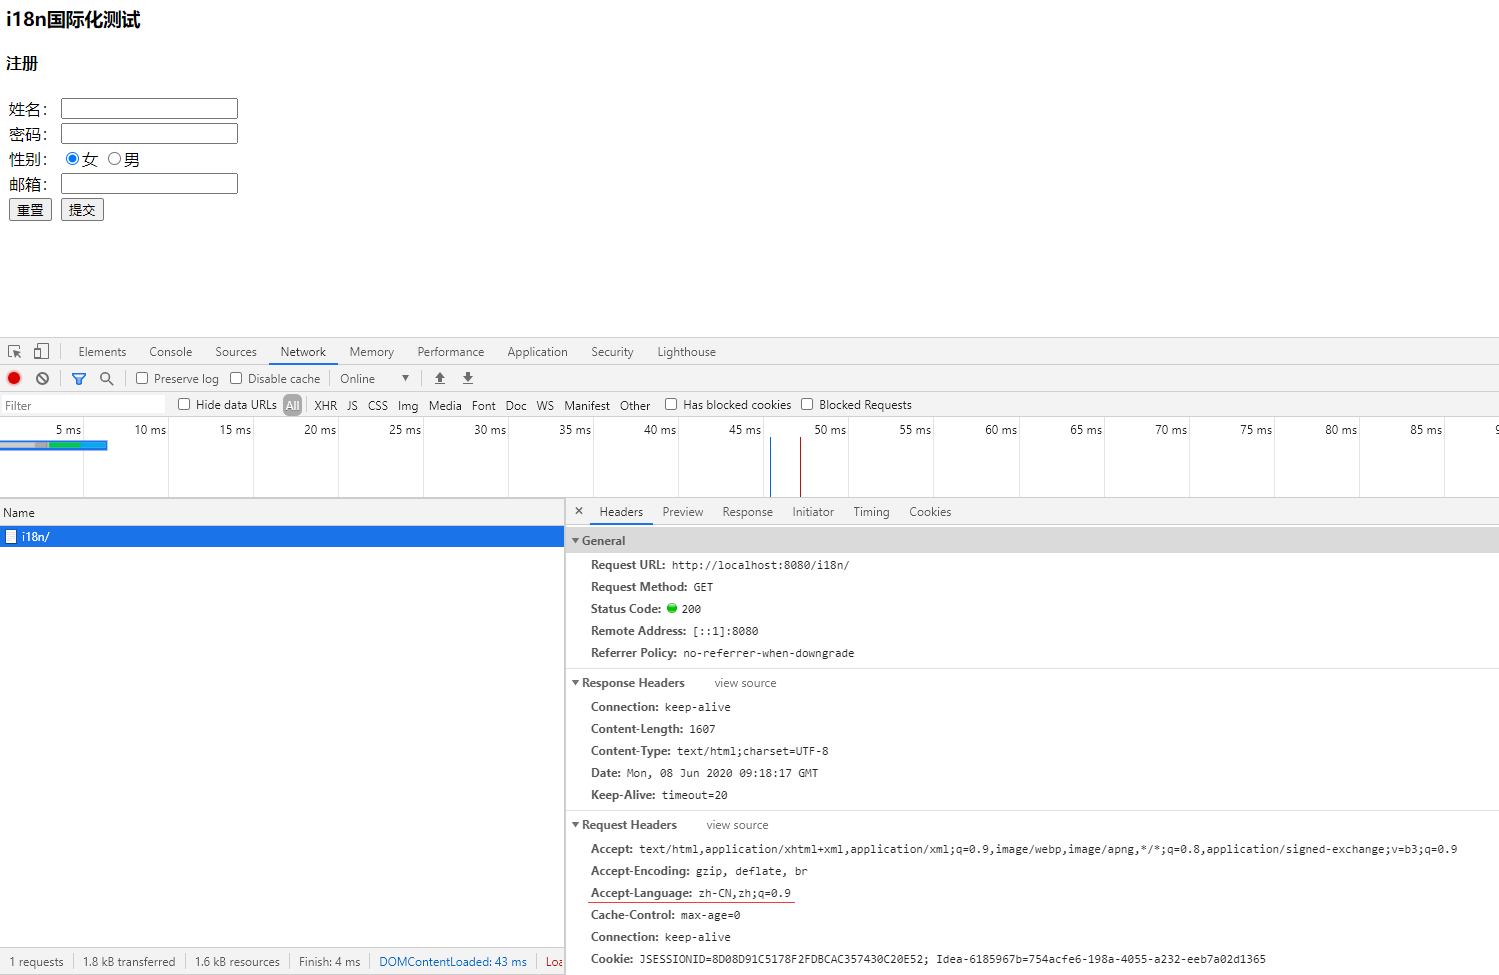 i18n国际化测试
注册
姓名：
密码：
性别： 女 男
邮箱：
重置 提交
Elements Console Sources Network Memory Performance Application Security Lighthouse
Preserve log Disable cache Online
Filter Hide data URLs All XHR JS CSS Img Media Font Doc WS Manifest Other Has blocked cookies Blocked Requests
5 ms 10 ms 15 ms 20 ms 25 ms 30 ms 35 ms 40 ms 45 ms 50 ms 55 ms 60 ms 65 ms 70 ms 75 ms 80 ms 85 ms 9
Name
i18n/
× Headers Preview Response Initiator Timing Cookies
General
Request URL: http://localhost:8080/i18n/
Request Method: GET
Status Code: 200
Remote Address: [::1]:8080
Referrer Policy: no-referrer-when-downgrade
Response Headers view source
Connection: keep-alive
Content-Length: 1607
Content-Type: text/html;charset=UTF-8
Date: Mon, 08 Jun 2020 09:18:17 GMT
Keep-Alive: timeout=20
Request Headers view source
Accept: text/html,application/xhtml+xml,application/xml;q=0.9,image/webp,image/apng,*/*;q=0.8,application/signed-exchange;v=b3;q=0.9
Accept-Encoding: gzip, deflate, br
Accept-Language: zh-CN,zh;q=0.9
Cache-Control: max-age=0
Connection: keep-alive
Cookie: JSESSIONID=8D08D91C5178F2FDBCAC357430C20E52; Idea-6185967b=754acfe6-198a-4055-a232-eeb7a02d1365
1 requests 1.8 kB transferred 1.6 kB resources Finish: 4 ms DOMContentLoaded: 43 ms Loa